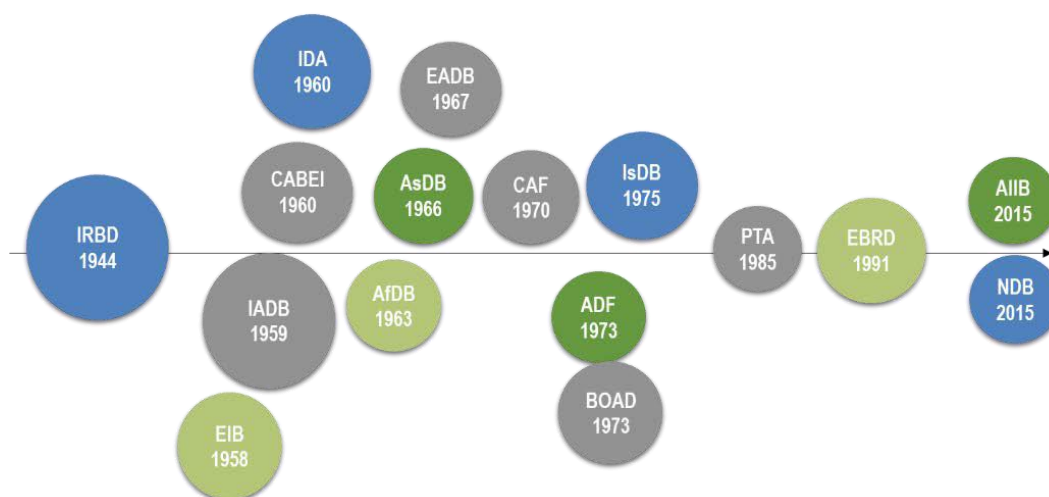 IDA
1960
EADB
1967
CABEI
1960
AsDB
1966
CAF
1970
IsDB
1975
AIIB
2015
IRBD
1944
PTA
1985
EBRD
1991
IADB
1959
AfDB
1963
ADF
1973
NDB
2015
BOAD
1973
EIB
1958